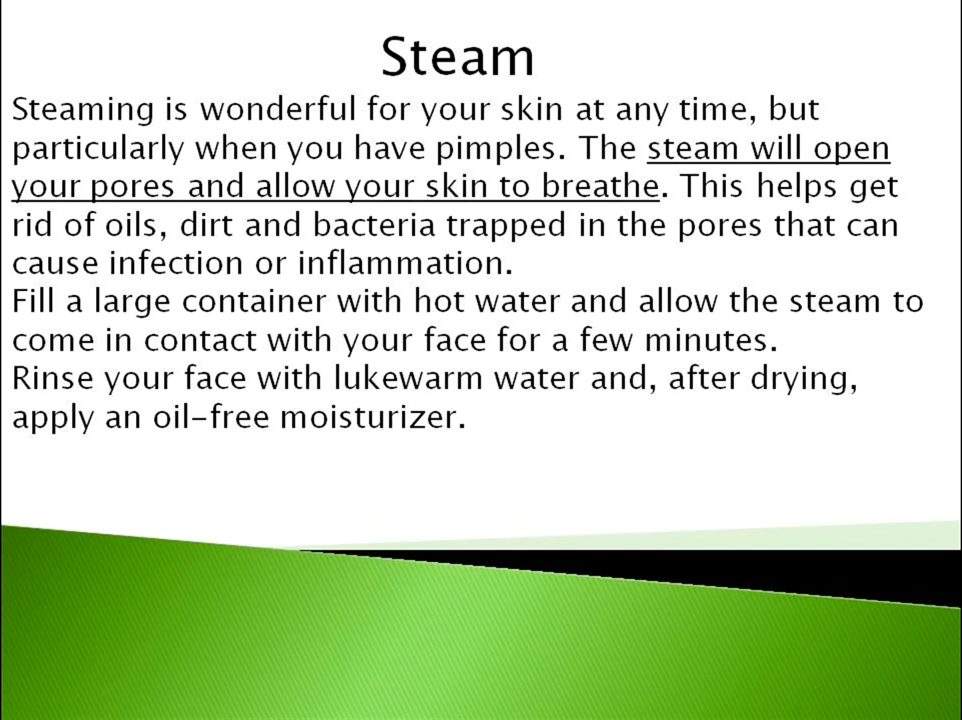 Steam
Steaming is wonderful for your skin at any time, but
particularly when you have pimples. The steam will open
your pores and allow your skin to breathe. This helps get
rid of oils, dirt and bacteria trapped in the pores that can
cause infection or inflammation.
Fill a large container with hot water and allow the steam to
come in contact with your face for a few minutes.
Rinse your face with lukewarm water and, after drying,
apply an oil-free moisturizer.